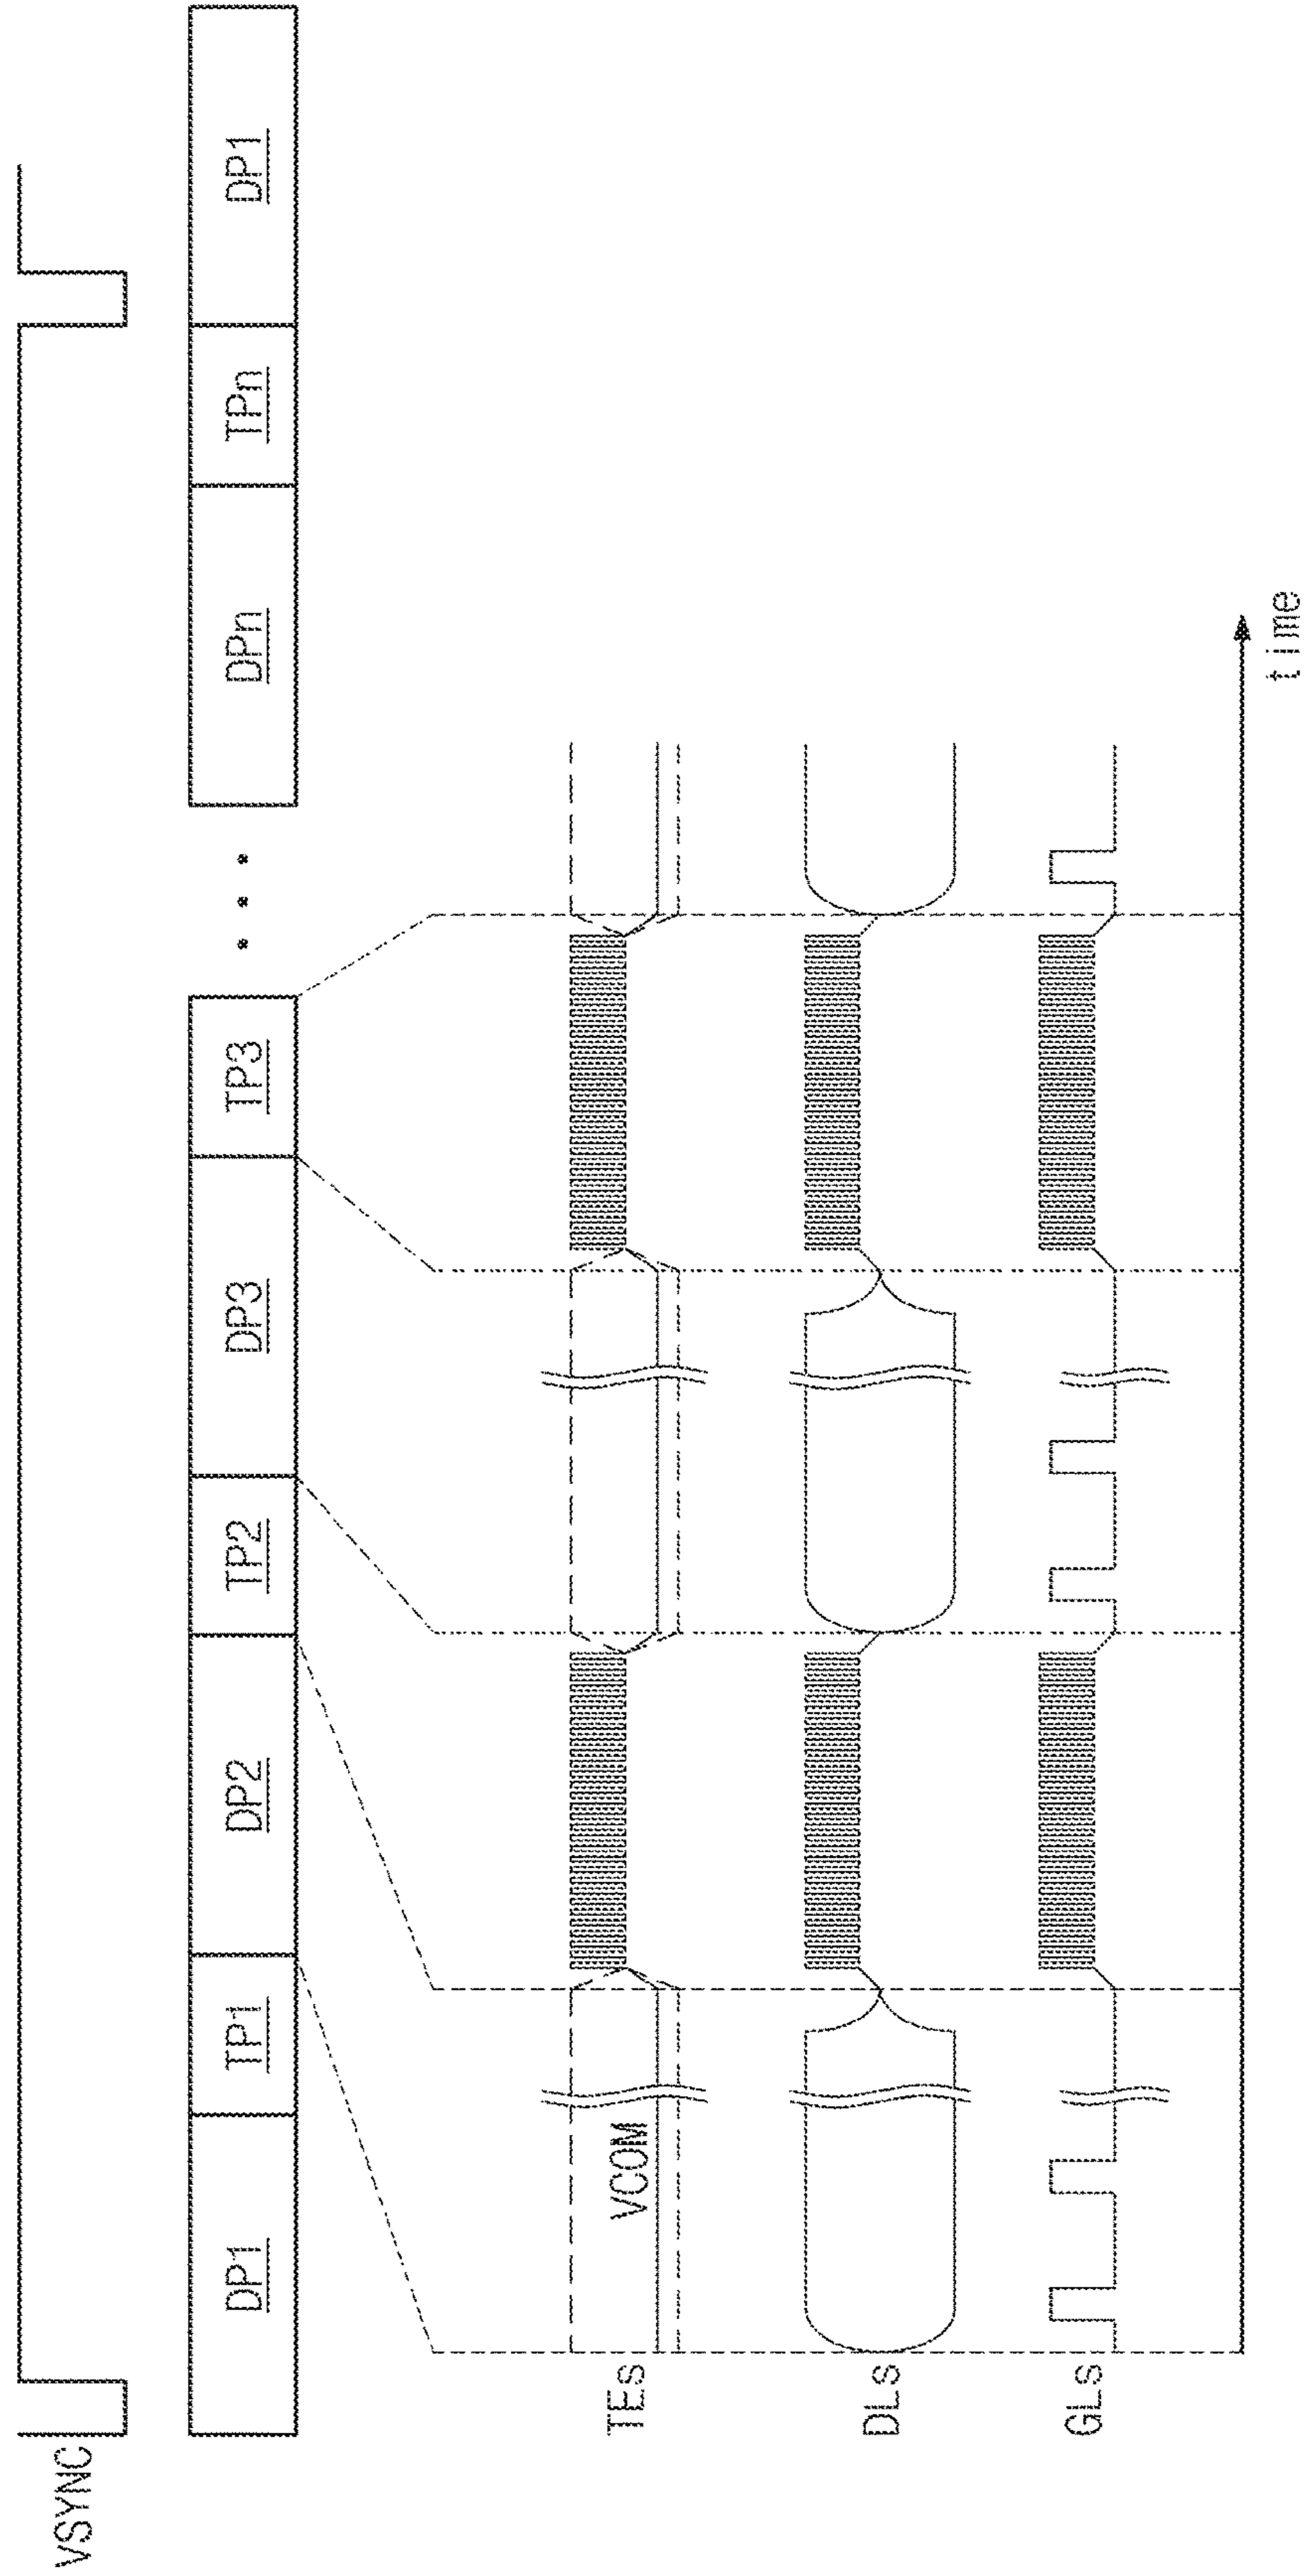 VSYNC
DP1 TP1 DP2 TP2 DP3 TP3 • • • DPn TPn DP1
TEs
VCOM
DLs
GLs
time